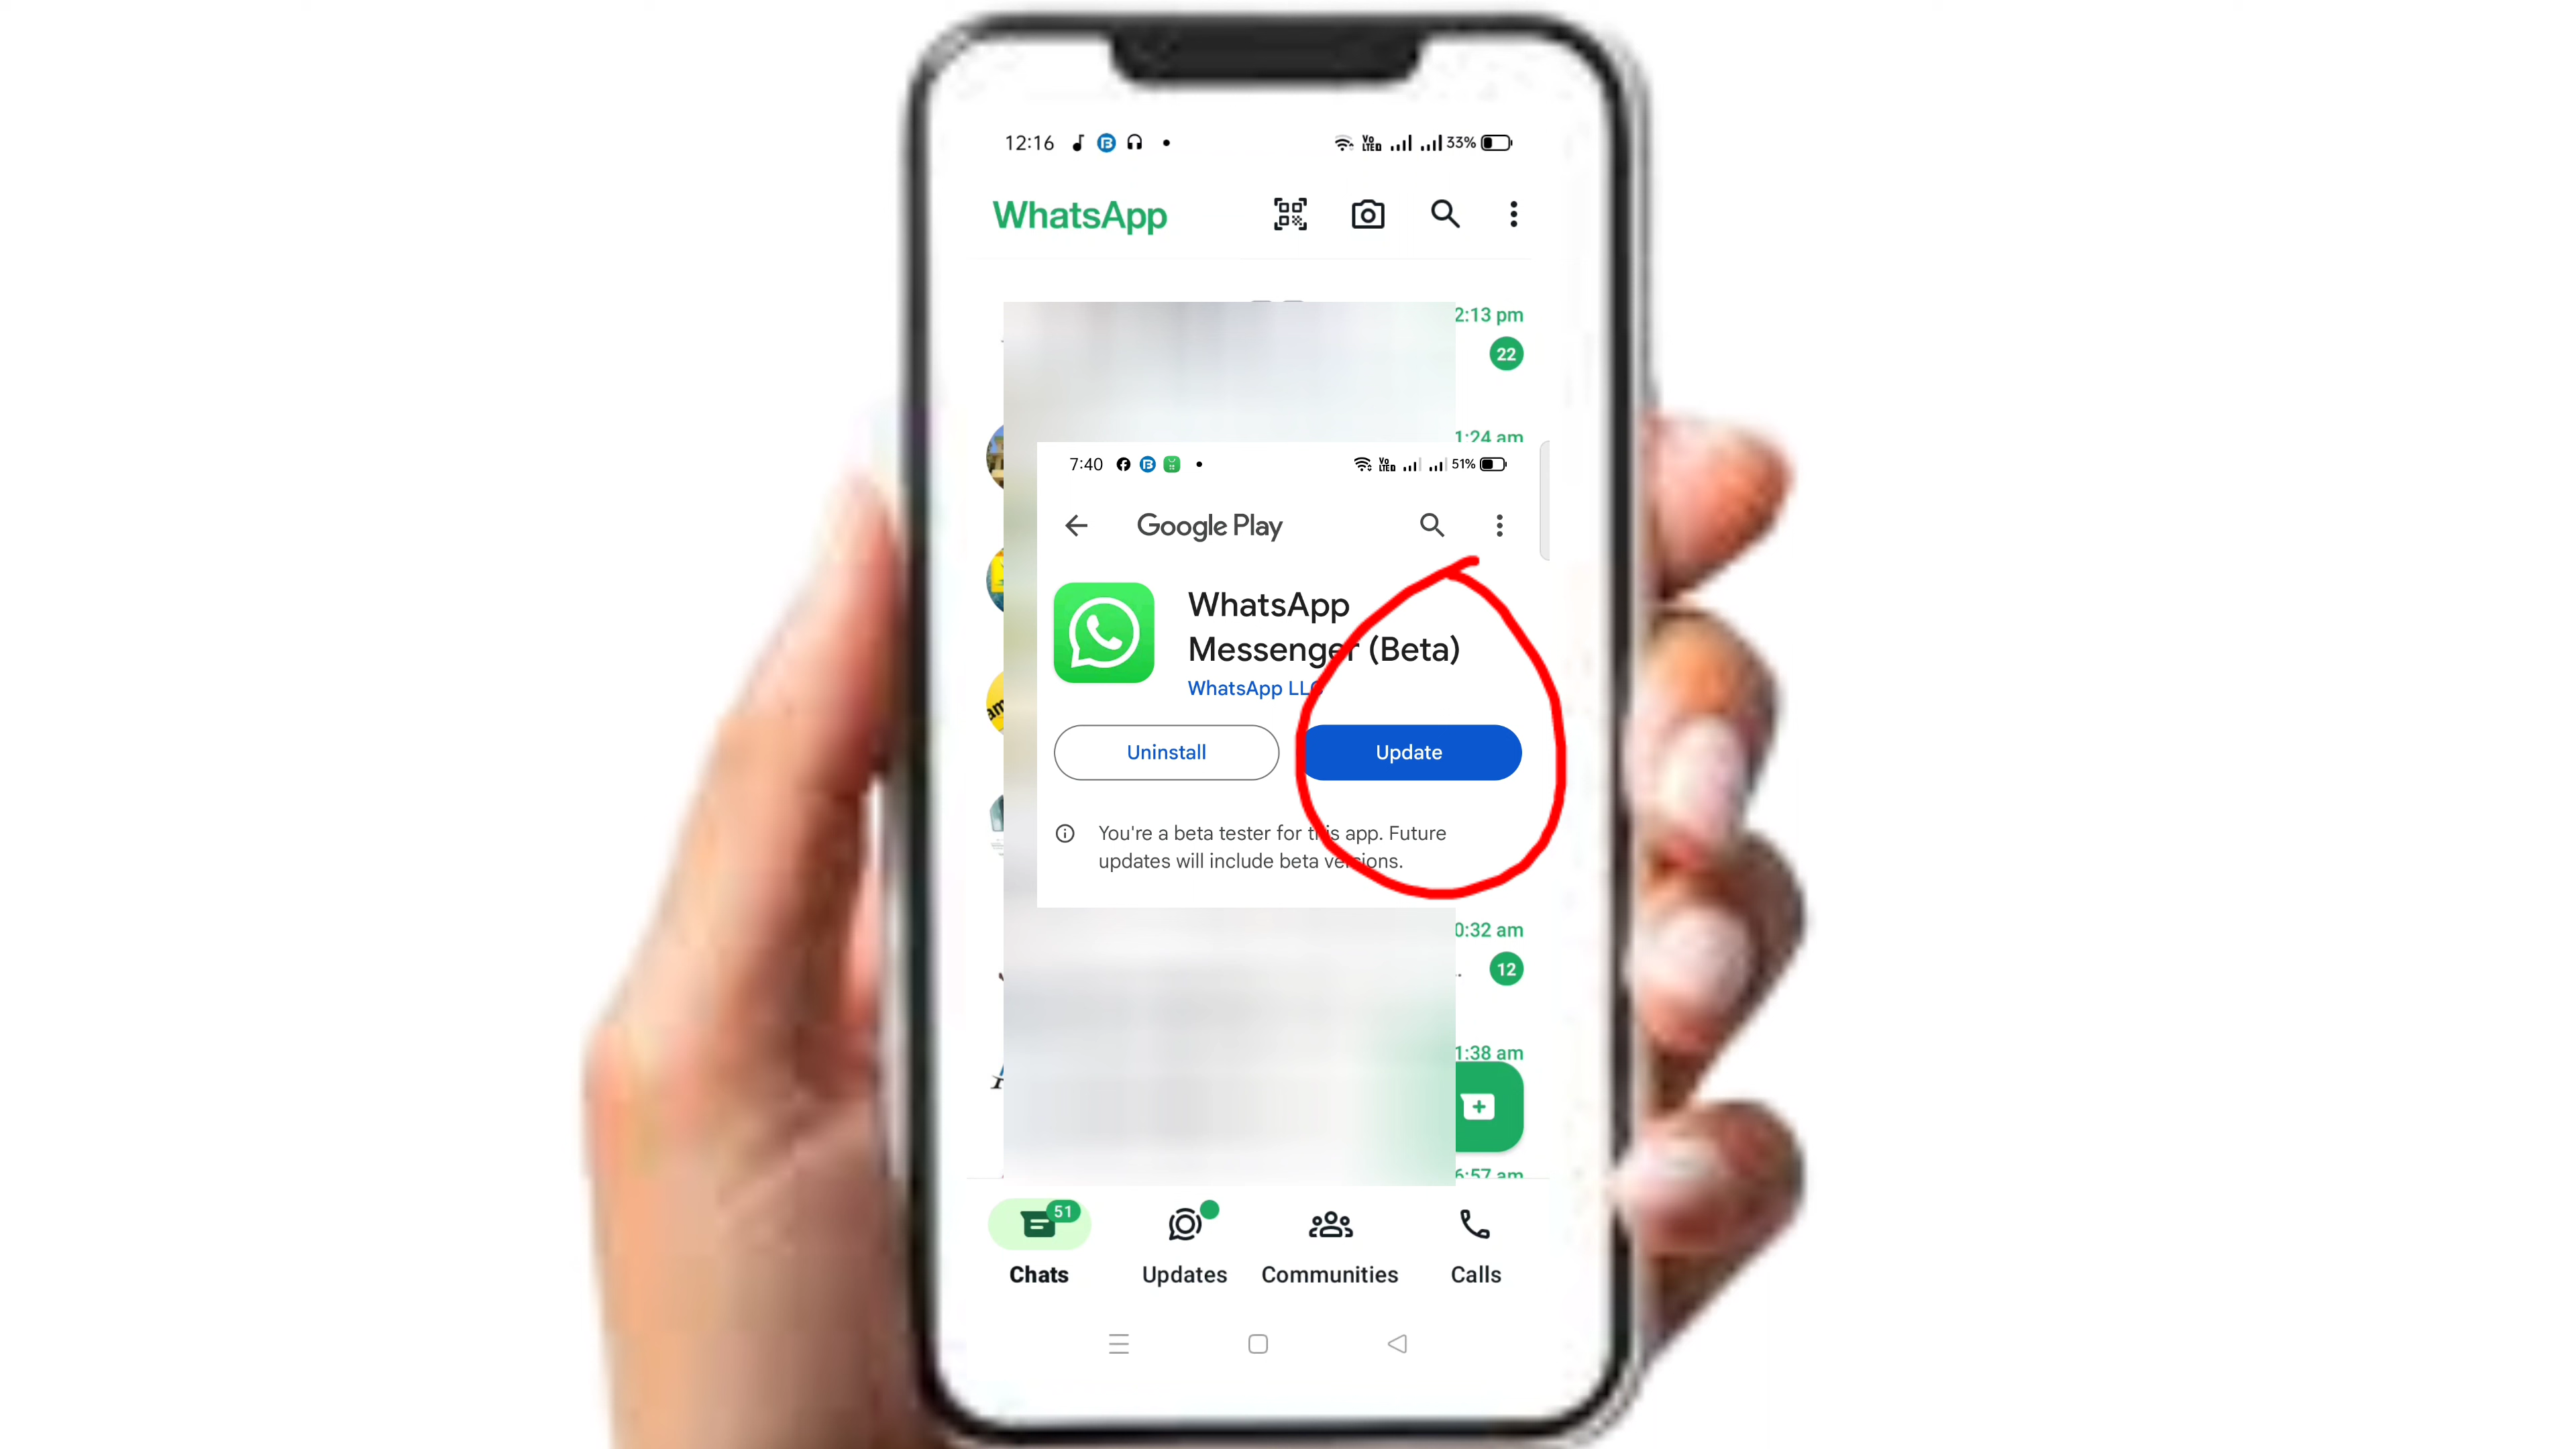 12:16
33%
WhatsApp
2:13 pm
22
1:24 am
7:40
51%
Google Play
WhatsApp
Messenger (Beta)
WhatsApp LLC
Uninstall
Update
You're a beta tester for this app. Future
updates will include beta versions.
0:32 am
12
1:38 am
6:57 am
51
Chats
Updates
Communities
Calls